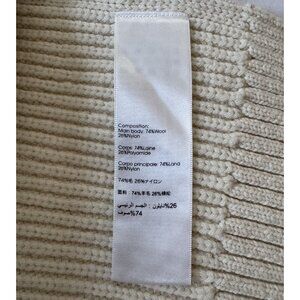 Composition:
Main body: 74%Wool
26%Nylon
Corps: 74%Laine
26%Polyamide
Corpo principale: 74%Lana
26%Nylon
74%毛 26%ナイロン
面料: 74%羊毛 26%锦纶
26%نايلون : الجسم الرئيسي
74%صوف